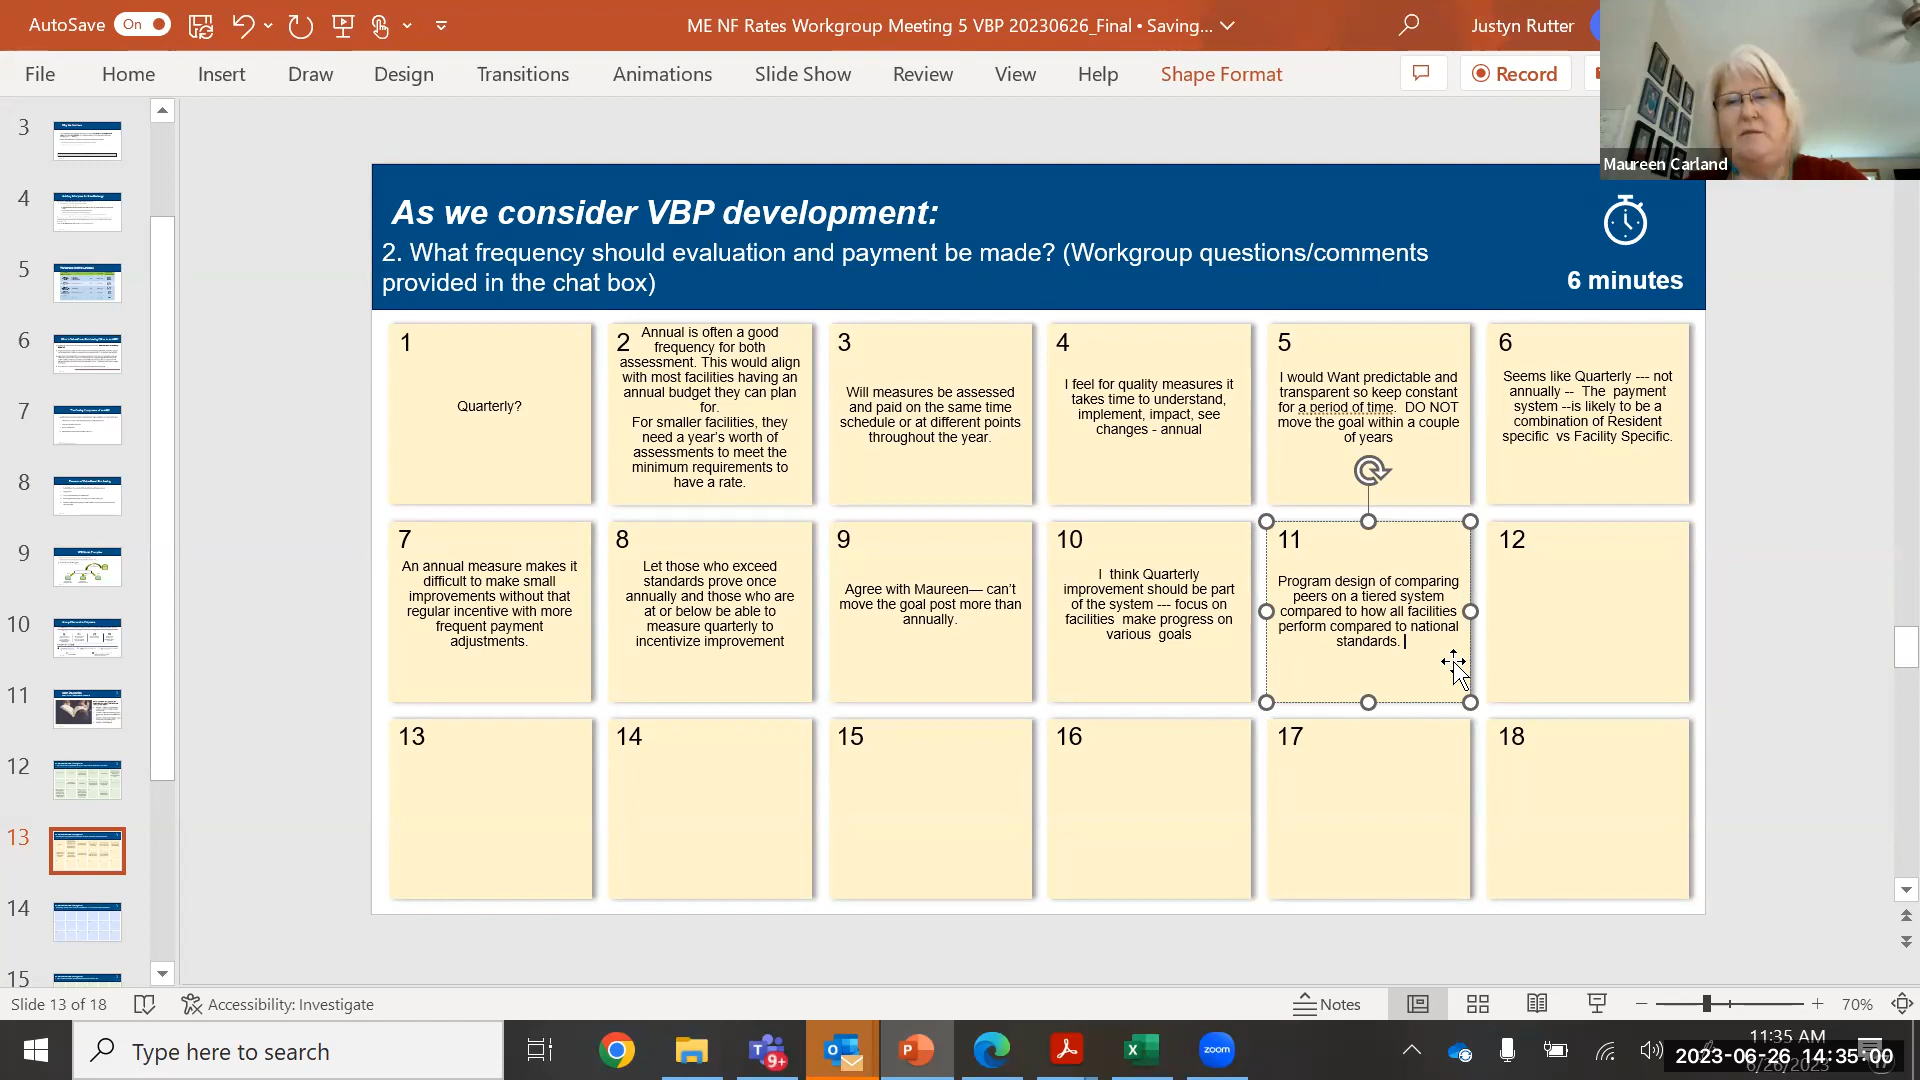 AutoSave On
ME NF Rates Workgroup Meeting 5 VBP 20230626_Final • Saving...
Justyn Rutter
File Home Insert Draw Design Transitions Animations Slide Show Review View Help Shape Format
Record
Maureen Carland
As we consider VBP development:
2. What frequency should evaluation and payment be made? (Workgroup questions/comments
provided in the chat box)
6 minutes
1
Quarterly?
2
Annual is often a good
frequency for both
assessment. This would align
with most facilities having an
annual budget they can plan
for.
For smaller facilities, they
need a year's worth of
assessments to meet the
minimum requirements to
have a rate.
3
Will measures be assessed
and paid on the same time
schedule or at different points
throughout the year.
4
I feel for quality measures it
takes time to understand,
implement, impact, see
changes - annual
5
I would Want predictable and
transparent so keep constant
for a period of time. DO NOT
move the goal within a couple
of years
6
Seems like Quarterly --- not
annually -- The payment
system --is likely to be a
combination of Resident
specific vs Facility Specific.
7
An annual measure makes it
difficult to make small
improvements without that
regular incentive with more
frequent payment
adjustments.
8
Let those who exceed
standards prove once
annually and those who are
at or below be able to
measure quarterly to
incentivize improvement
9
Agree with Maureen— can't
move the goal post more than
annually.
10
I think Quarterly
improvement should be part
of the system --- focus on
facilities make progress on
various goals
11
Program design of comparing
peers on a tiered system
compared to how all facilities
perform compared to national
standards.
12
13
14
15
16
17
18
3
4
5
6
7
8
9
10
11
12
13
14
15
Slide 13 of 18
Accessibility: Investigate
Notes
70%
Type here to search
9+
zoom
11:35 AM
2023-06-26 14:35:00
6/26/2023